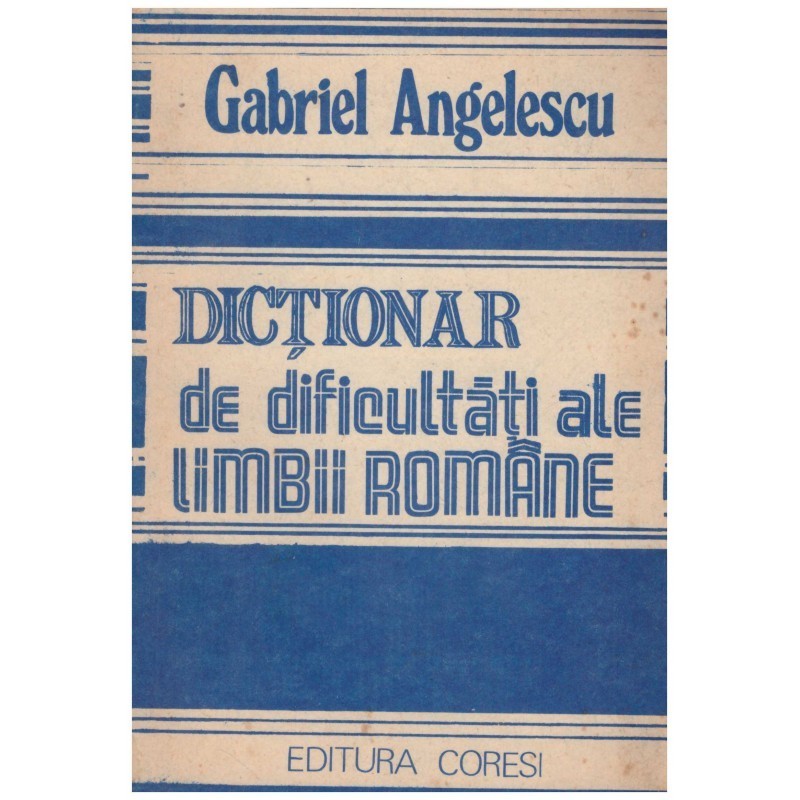 Gabriel Angelescu
DICȚIONAR
de dificultăți ale
LIMBII ROMÂNE
EDITURA CORESI